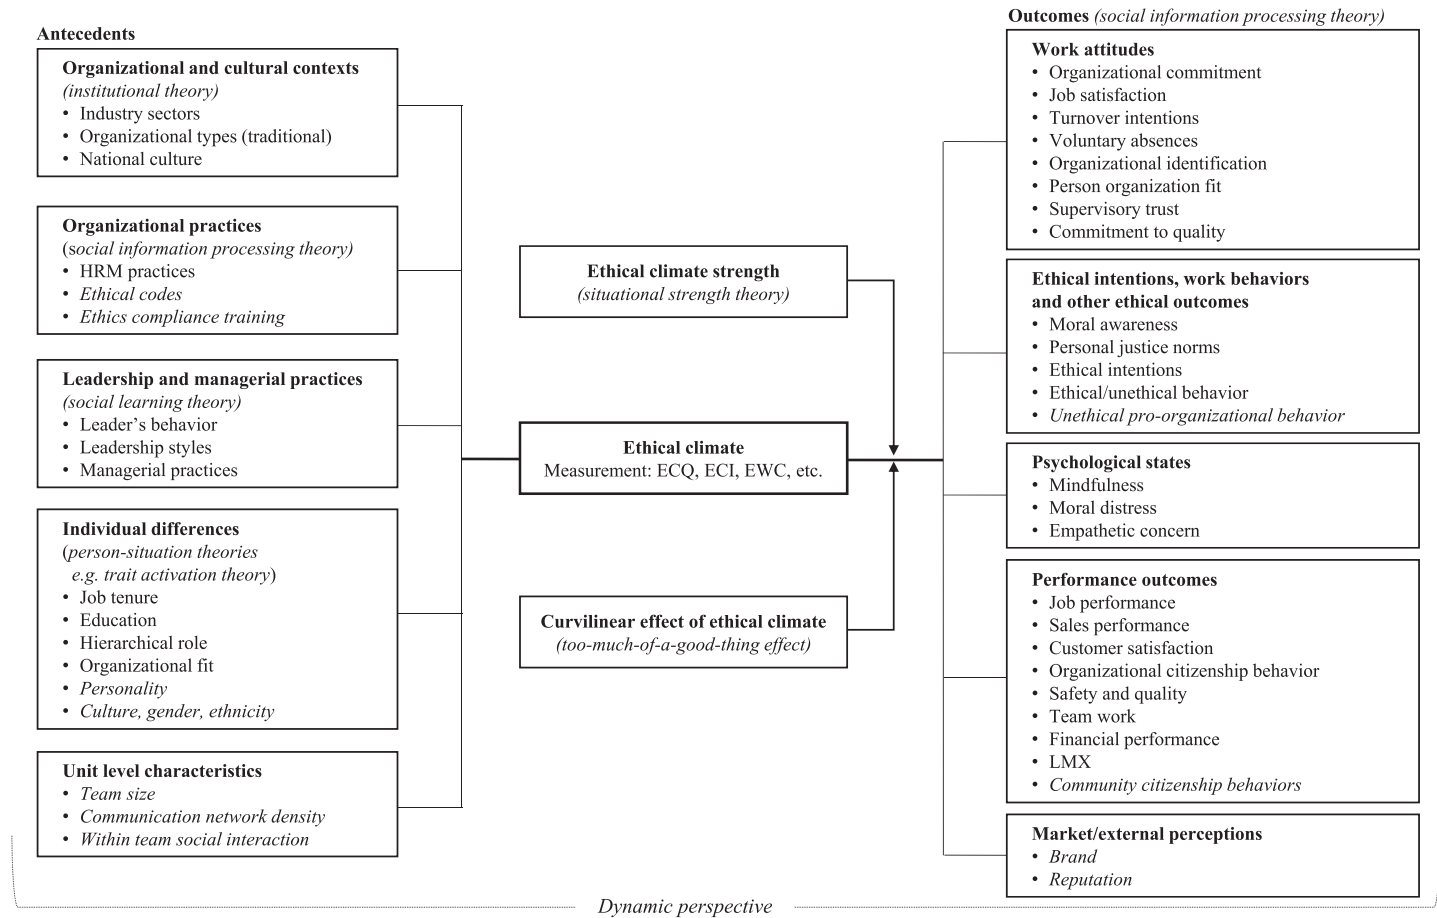 Antecedents
Organizational and cultural contexts
(institutional theory)
• Industry sectors
• Organizational types (traditional)
• National culture
Organizational practices
(social information processing theory)
• HRM practices
• Ethical codes
• Ethics compliance training
Leadership and managerial practices
(social learning theory)
• Leader’s behavior
• Leadership styles
• Managerial practices
Individual differences
(person-situation theories
e.g. trait activation theory)
• Job tenure
• Education
• Hierarchical role
• Organizational fit
• Personality
• Culture, gender, ethnicity
Unit level characteristics
• Team size
• Communication network density
• Within team social interaction
Ethical climate strength
(situational strength theory)
Ethical climate
Measurement: ECQ, ECI, EWC, etc.
Curvilinear effect of ethical climate
(too-much-of-a-good-thing effect)
Outcomes (social information processing theory)
Work attitudes
• Organizational commitment
• Job satisfaction
• Turnover intentions
• Voluntary absences
• Organizational identification
• Person organization fit
• Supervisory trust
• Commitment to quality
Ethical intentions, work behaviors
and other ethical outcomes
• Moral awareness
• Personal justice norms
• Ethical intentions
• Ethical/unethical behavior
• Unethical pro-organizational behavior
Psychological states
• Mindfulness
• Moral distress
• Empathetic concern
Performance outcomes
• Job performance
• Sales performance
• Customer satisfaction
• Organizational citizenship behavior
• Safety and quality
• Team work
• Financial performance
• LMX
• Community citizenship behaviors
Market/external perceptions
• Brand
• Reputation
Dynamic perspective